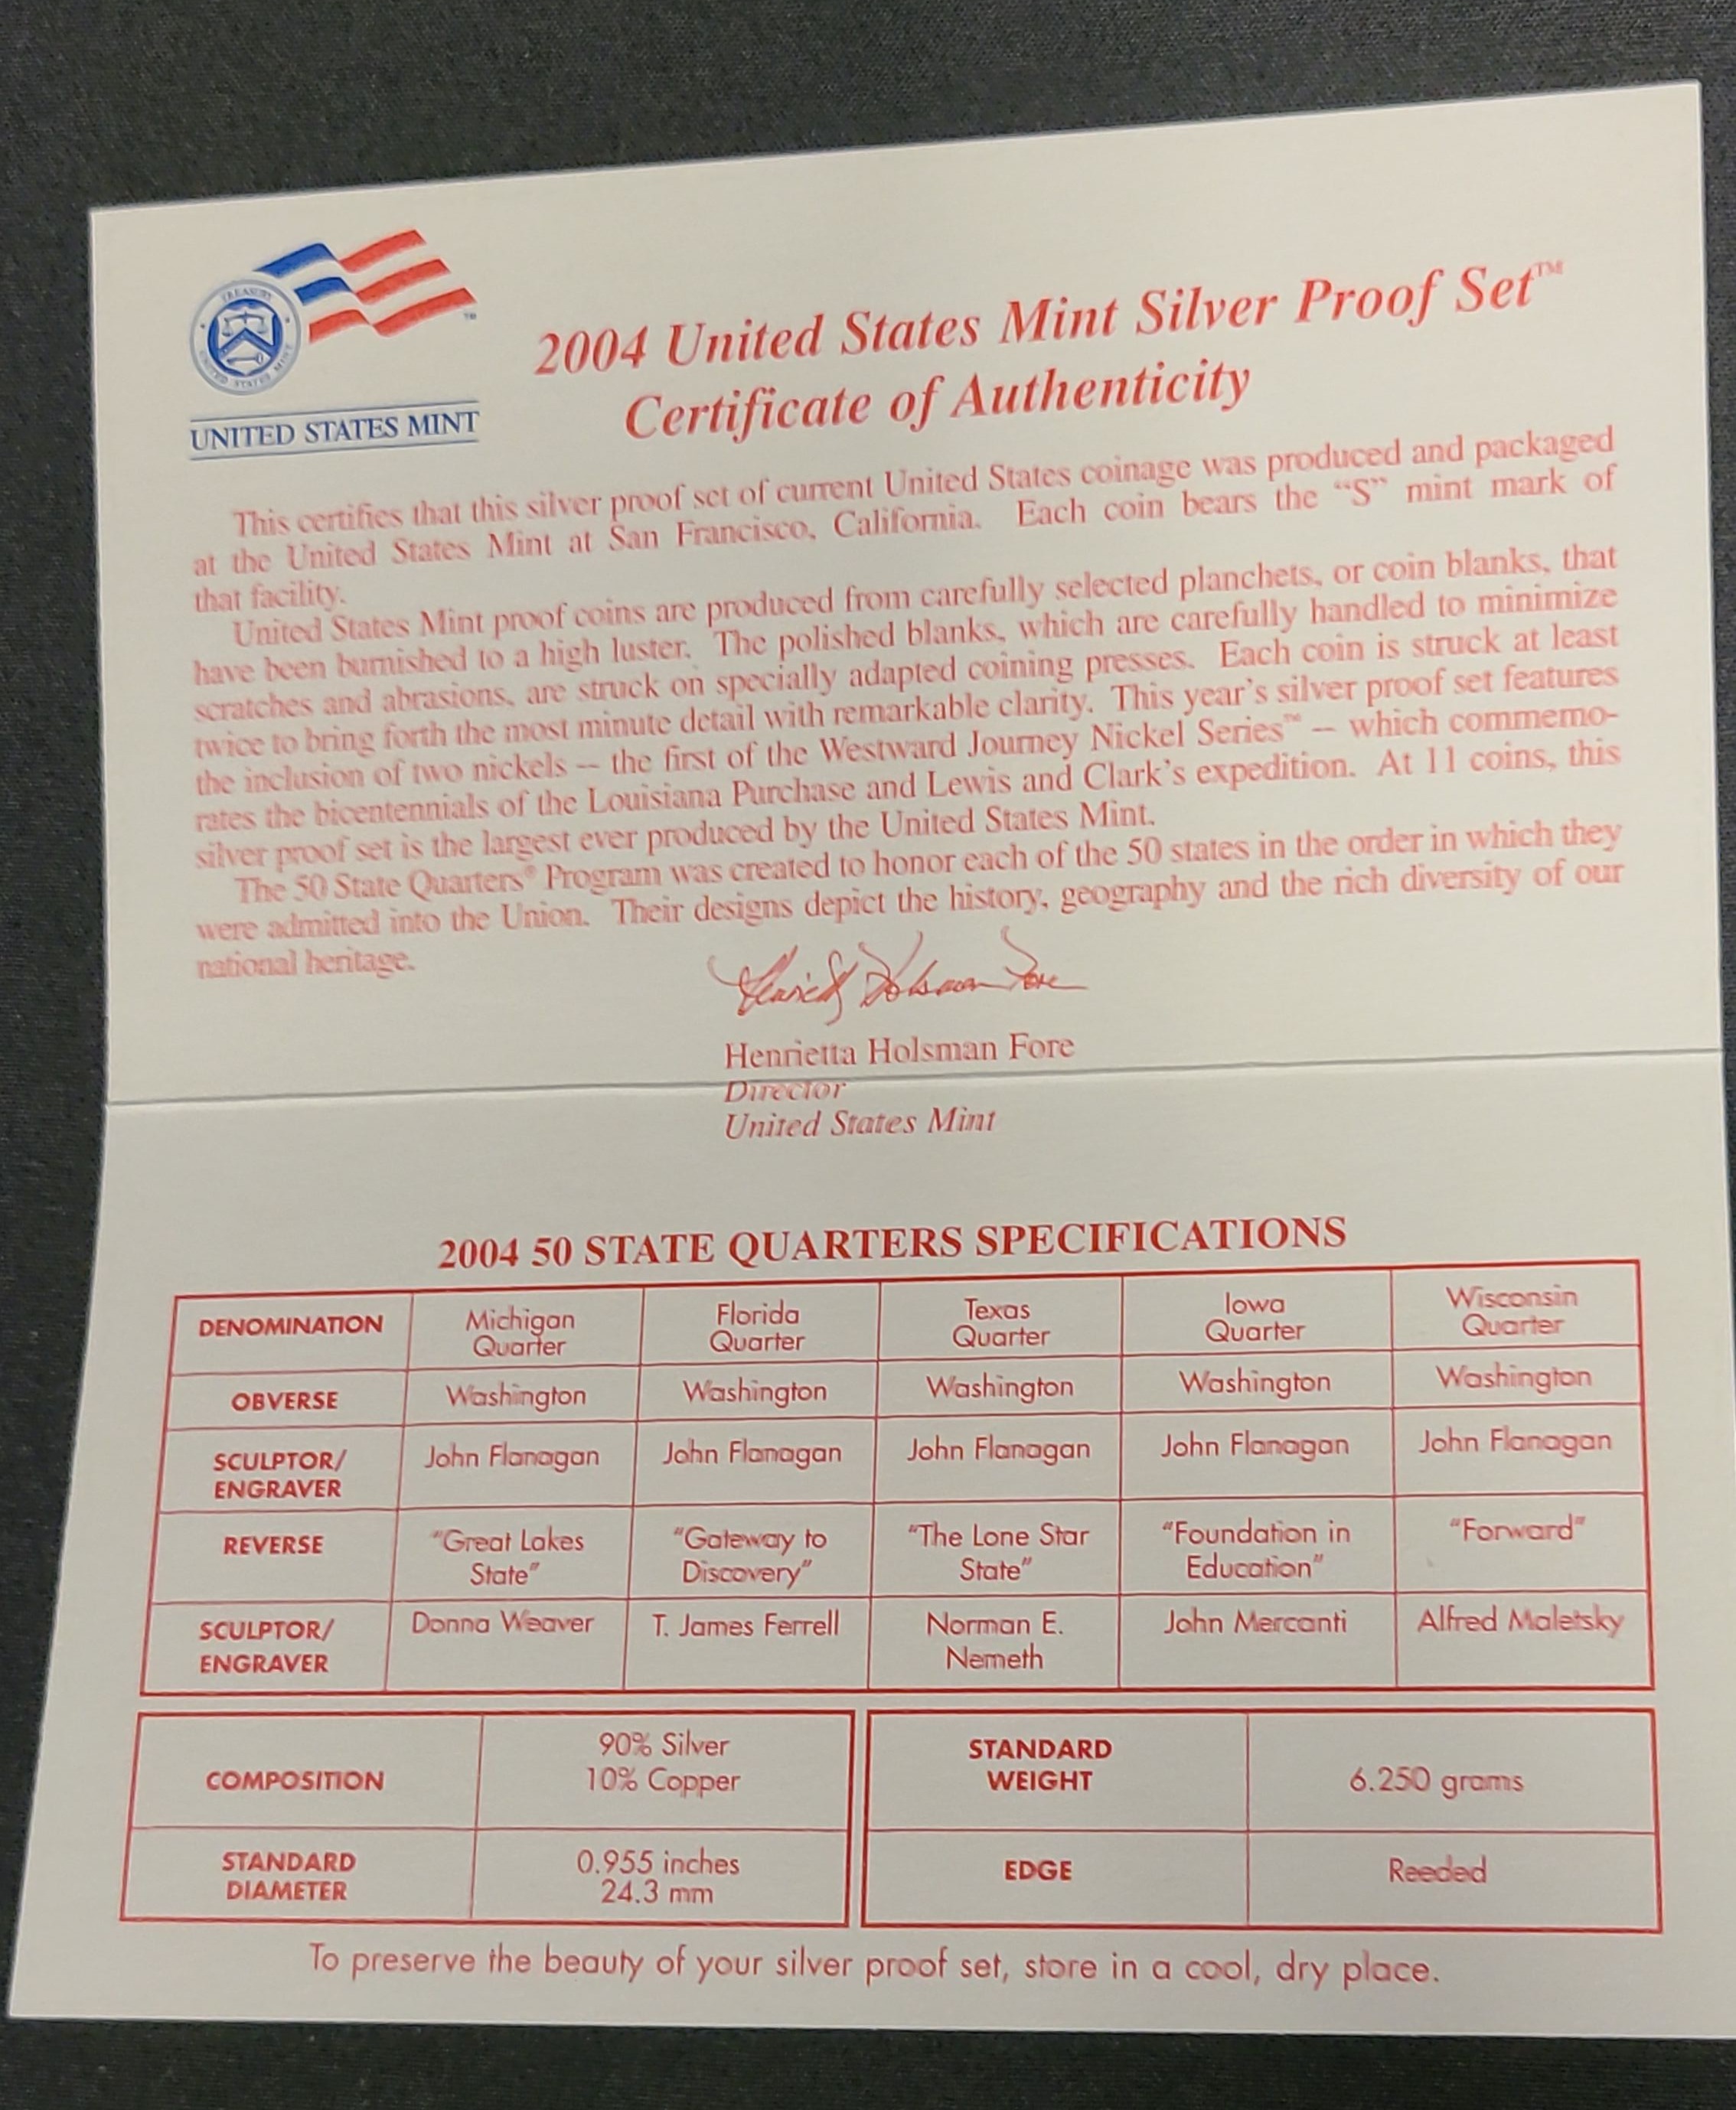 TREASURY
UNITED STATES MINT
TM
UNITED STATES MINT
2004 United States Mint Silver Proof Set™
Certificate of Authenticity
This certifies that this silver proof set of current United States coinage was produced and packaged
at the United States Mint at San Francisco, California. Each coin bears the “S” mint mark of
that facility.
United States Mint proof coins are produced from carefully selected planchets, or coin blanks, that
have been burnished to a high luster. The polished blanks, which are carefully handled to minimize
scratches and abrasions, are struck on specially adapted coining presses. Each coin is struck at least
twice to bring forth the most minute detail with remarkable clarity. This year’s silver proof set features
the inclusion of two nickels – the first of the Westward Journey Nickel Series™ – which commemo-
rates the bicentennials of the Louisiana Purchase and Lewis and Clark’s expedition. At 11 coins, this
silver proof set is the largest ever produced by the United States Mint.
The 50 State Quarters® Program was created to honor each of the 50 states in the order in which they
were admitted into the Union. Their designs depict the history, geography and the rich diversity of our
national heritage.
Henrietta Holsman Fore
Henrietta Holsman Fore
Director
United States Mint
2004 50 STATE QUARTERS SPECIFICATIONS
DENOMINATION Michigan Quarter Florida Quarter Texas Quarter Iowa Quarter Wisconsin Quarter
OBVERSE Washington Washington Washington Washington Washington
SCULPTOR/ ENGRAVER John Flanagan John Flanagan John Flanagan John Flanagan John Flanagan
REVERSE “Great Lakes State” “Gateway to Discovery” “The Lone Star State” “Foundation in Education” “Forward”
SCULPTOR/ ENGRAVER Donna Weaver T. James Ferrell Norman E. Nemeth John Mercanti Alfred Maletsky
COMPOSITION 90% Silver 10% Copper STANDARD WEIGHT 6.250 grams
STANDARD DIAMETER 0.955 inches 24.3 mm EDGE Reeded
To preserve the beauty of your silver proof set, store in a cool, dry place.